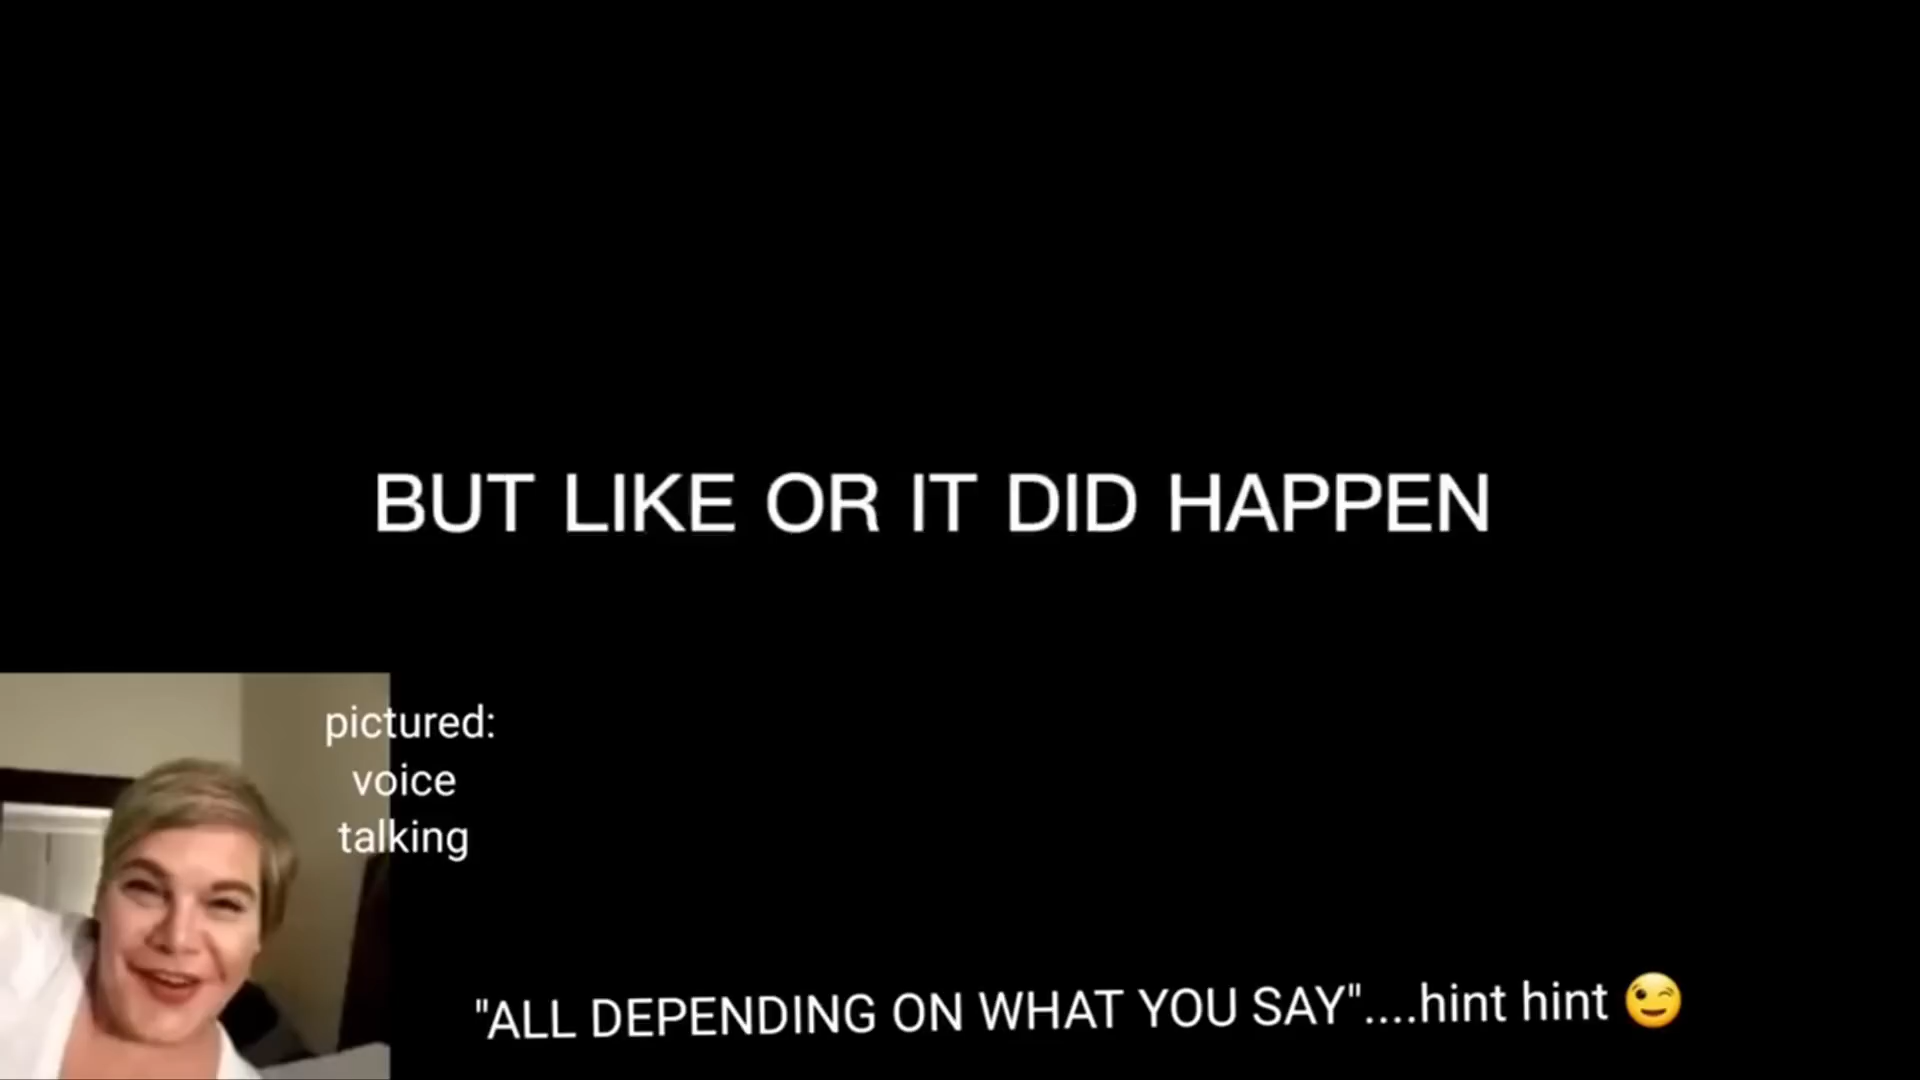 BUT LIKE OR IT DID HAPPEN
pictured:
voice
talking
"ALL DEPENDING ON WHAT YOU SAY"....hint hint 😉